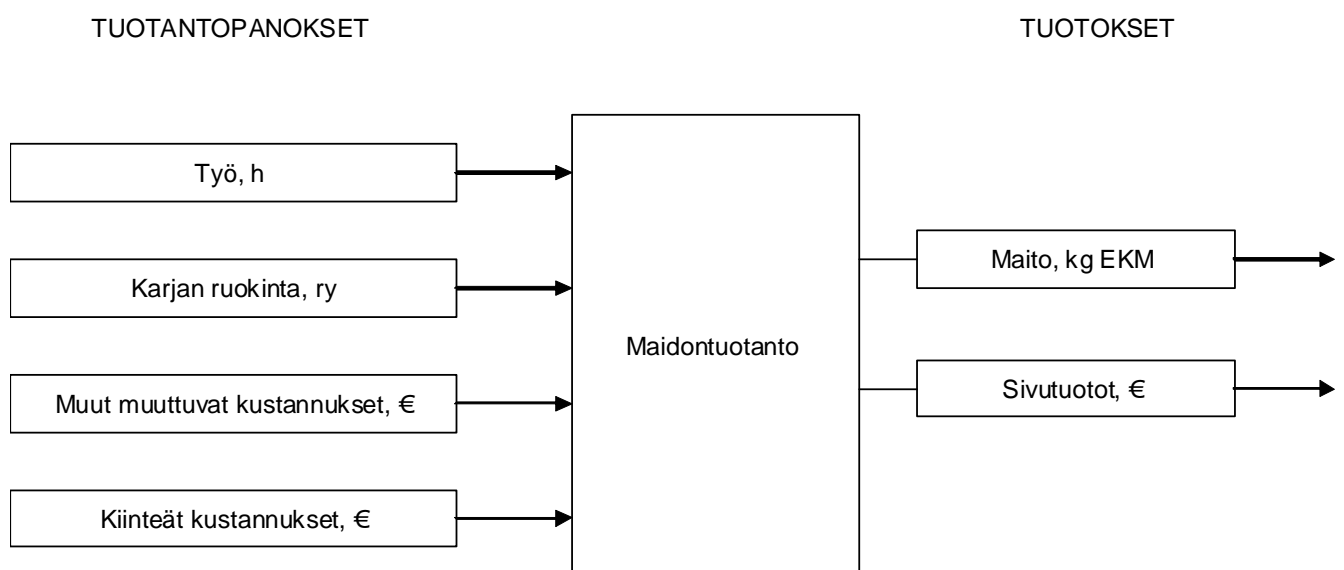 TUOTANTOPANOKSET
TUOTOKSET
Työ, h
Karjan ruokinta, ry
Muut muuttuvat kustannukset, €
Kiinteät kustannukset, €
Maidontuotanto
Maito, kg EKM
Sivutuotot, €